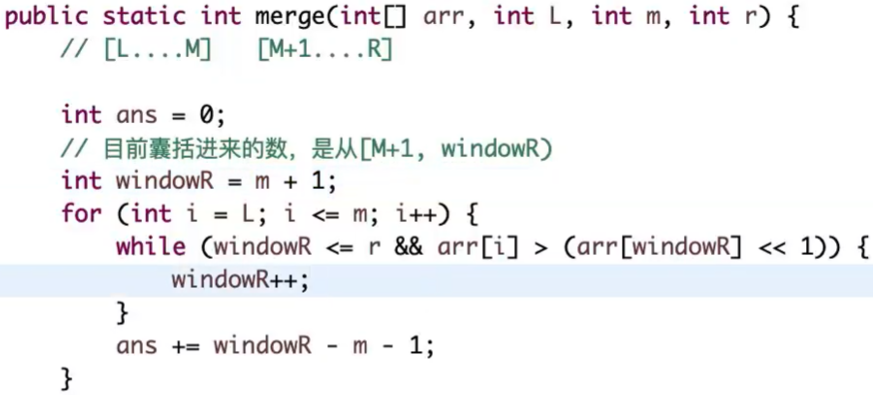 public static int merge(int[] arr, int L, int m, int r) {
// [L....M]   [M+1....R]
int ans = 0;
// 目前囊括进来的数，是从[M+1, windowR)
int windowR = m + 1;
for (int i = L; i <= m; i++) {
while (windowR <= r && arr[i] > (arr[windowR] << 1)) {
windowR++;
}
ans += windowR - m - 1;
}